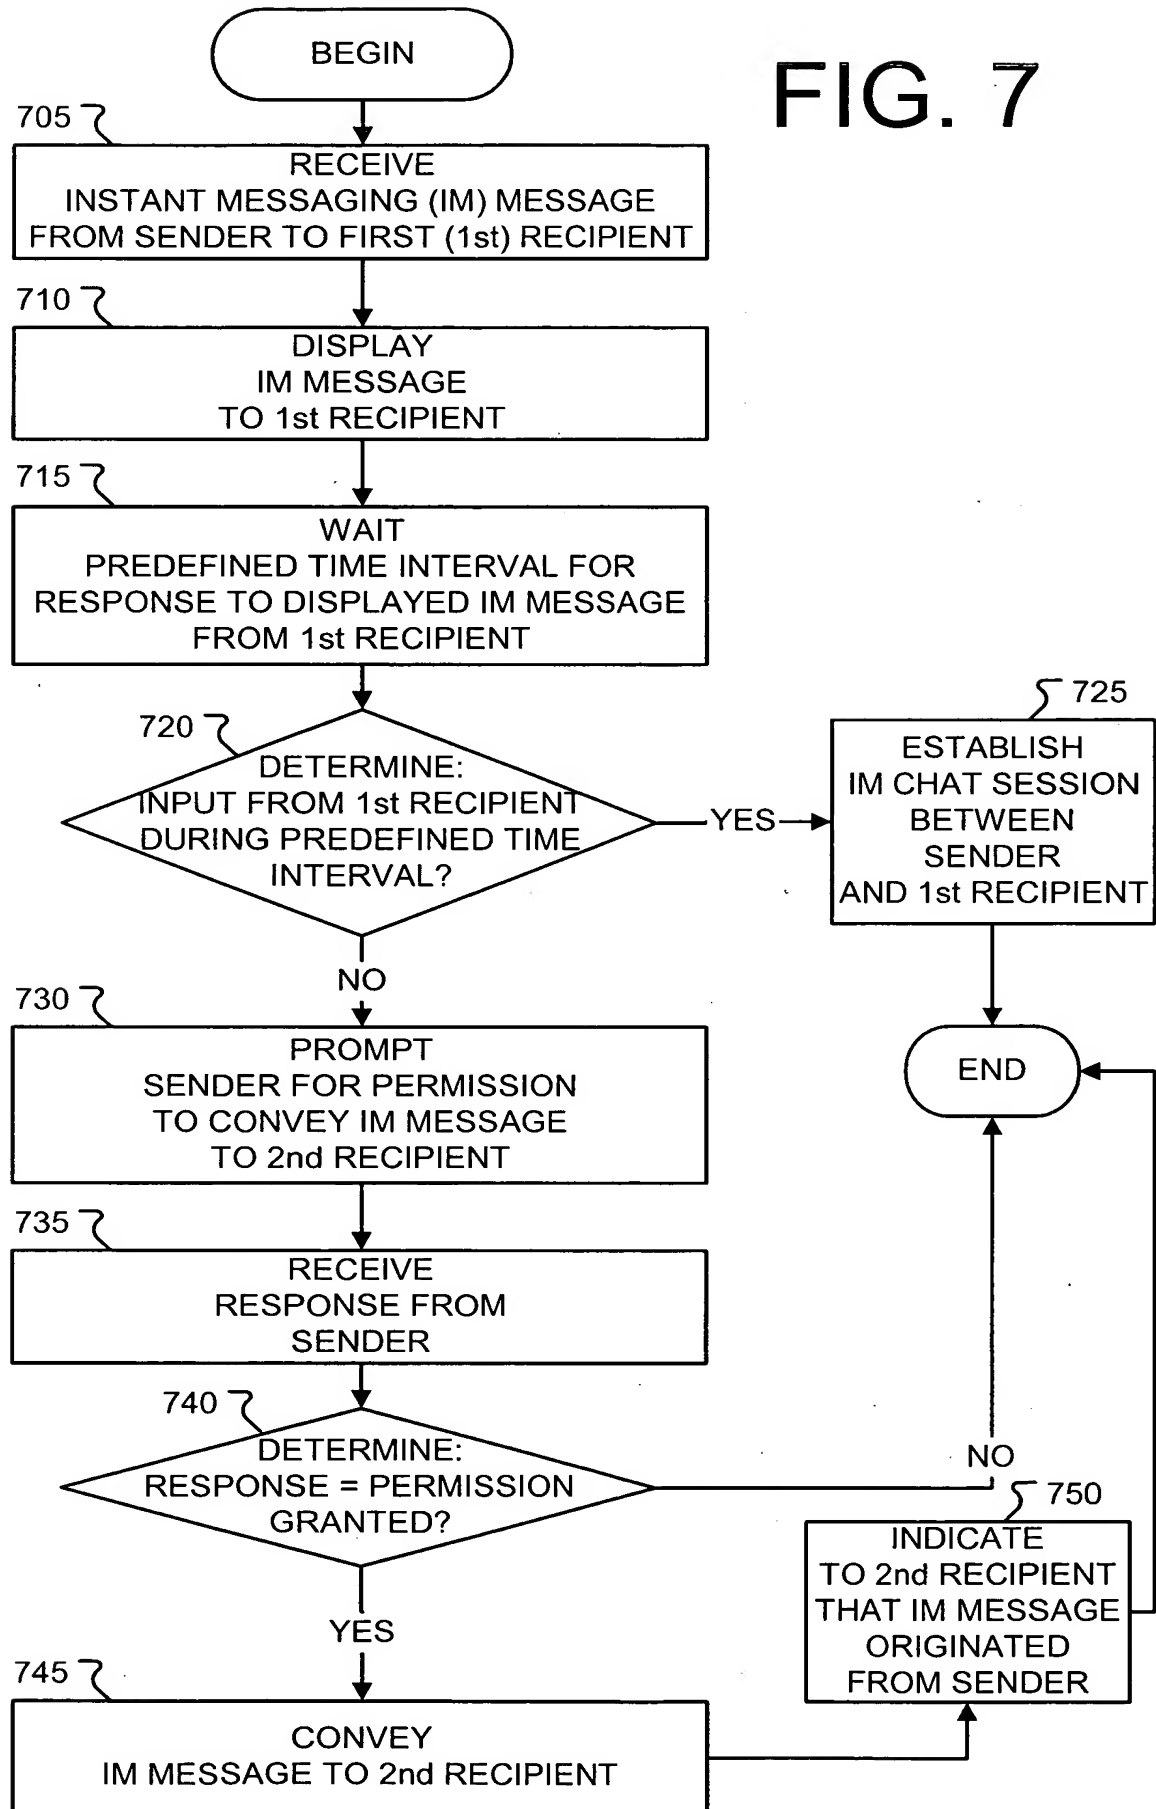 BEGIN
FIG. 7
705
RECEIVE
INSTANT MESSAGING (IM) MESSAGE
FROM SENDER TO FIRST (1st) RECIPIENT
710
DISPLAY
IM MESSAGE
TO 1st RECIPIENT
715
WAIT
PREDEFINED TIME INTERVAL FOR
RESPONSE TO DISPLAYED IM MESSAGE
FROM 1st RECIPIENT
720
DETERMINE:
INPUT FROM 1st RECIPIENT
DURING PREDEFINED TIME
INTERVAL?
YES
725
ESTABLISH
IM CHAT SESSION
BETWEEN
SENDER
AND 1st RECIPIENT
NO
END
730
PROMPT
SENDER FOR PERMISSION
TO CONVEY IM MESSAGE
TO 2nd RECIPIENT
735
RECEIVE
RESPONSE FROM
SENDER
740
DETERMINE:
RESPONSE = PERMISSION
GRANTED?
NO
YES
745
CONVEY
IM MESSAGE TO 2nd RECIPIENT
750
INDICATE
TO 2nd RECIPIENT
THAT IM MESSAGE
ORIGINATED
FROM SENDER